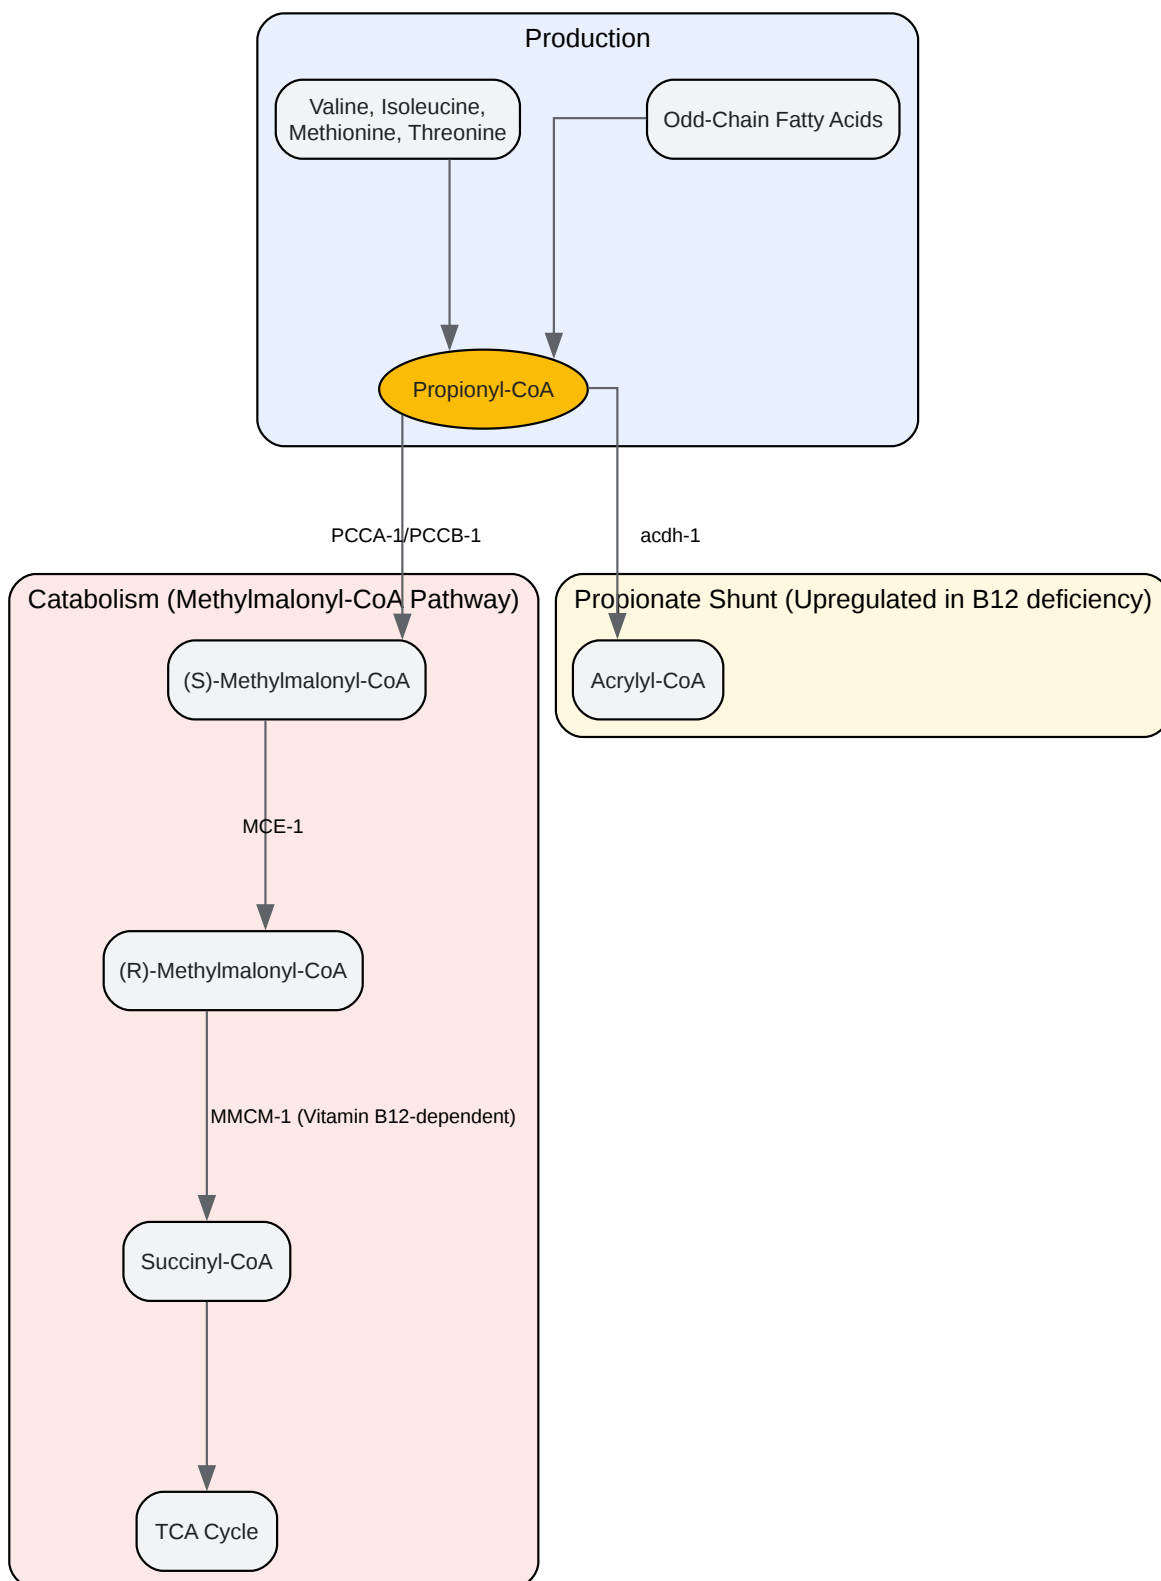 Production
Valine, Isoleucine,
Methionine, Threonine
Odd-Chain Fatty Acids
Propionyl-CoA
PCCA-1/PCCB-1
acdh-1
Catabolism (Methylmalonyl-CoA Pathway)
Propionate Shunt (Upregulated in B12 deficiency)
(S)-Methylmalonyl-CoA
Acrylyl-CoA
MCE-1
(R)-Methylmalonyl-CoA
MMCM-1 (Vitamin B12-dependent)
Succinyl-CoA
TCA Cycle